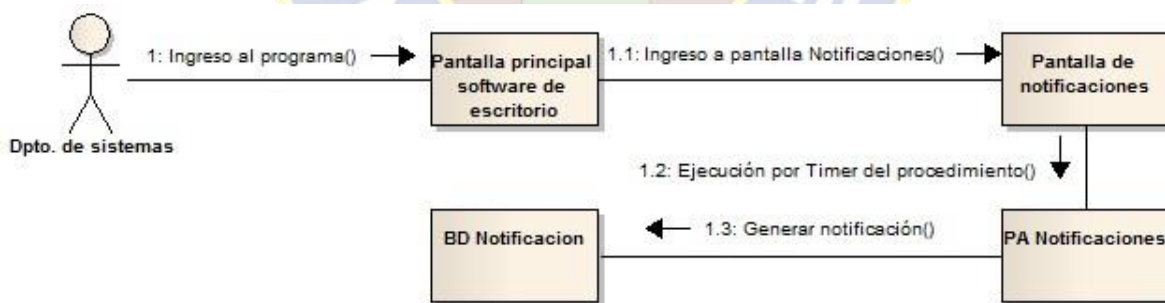 1: Ingreso al programa()
Pantalla principal
software de
escritorio
1.1: Ingreso a pantalla Notificaciones()
Pantalla de
notificaciones
Dpto. de sistemas
1.2: Ejecución por Timer del procedimiento()
BD Notificacion
1.3: Generar notificación()
PA Notificaciones